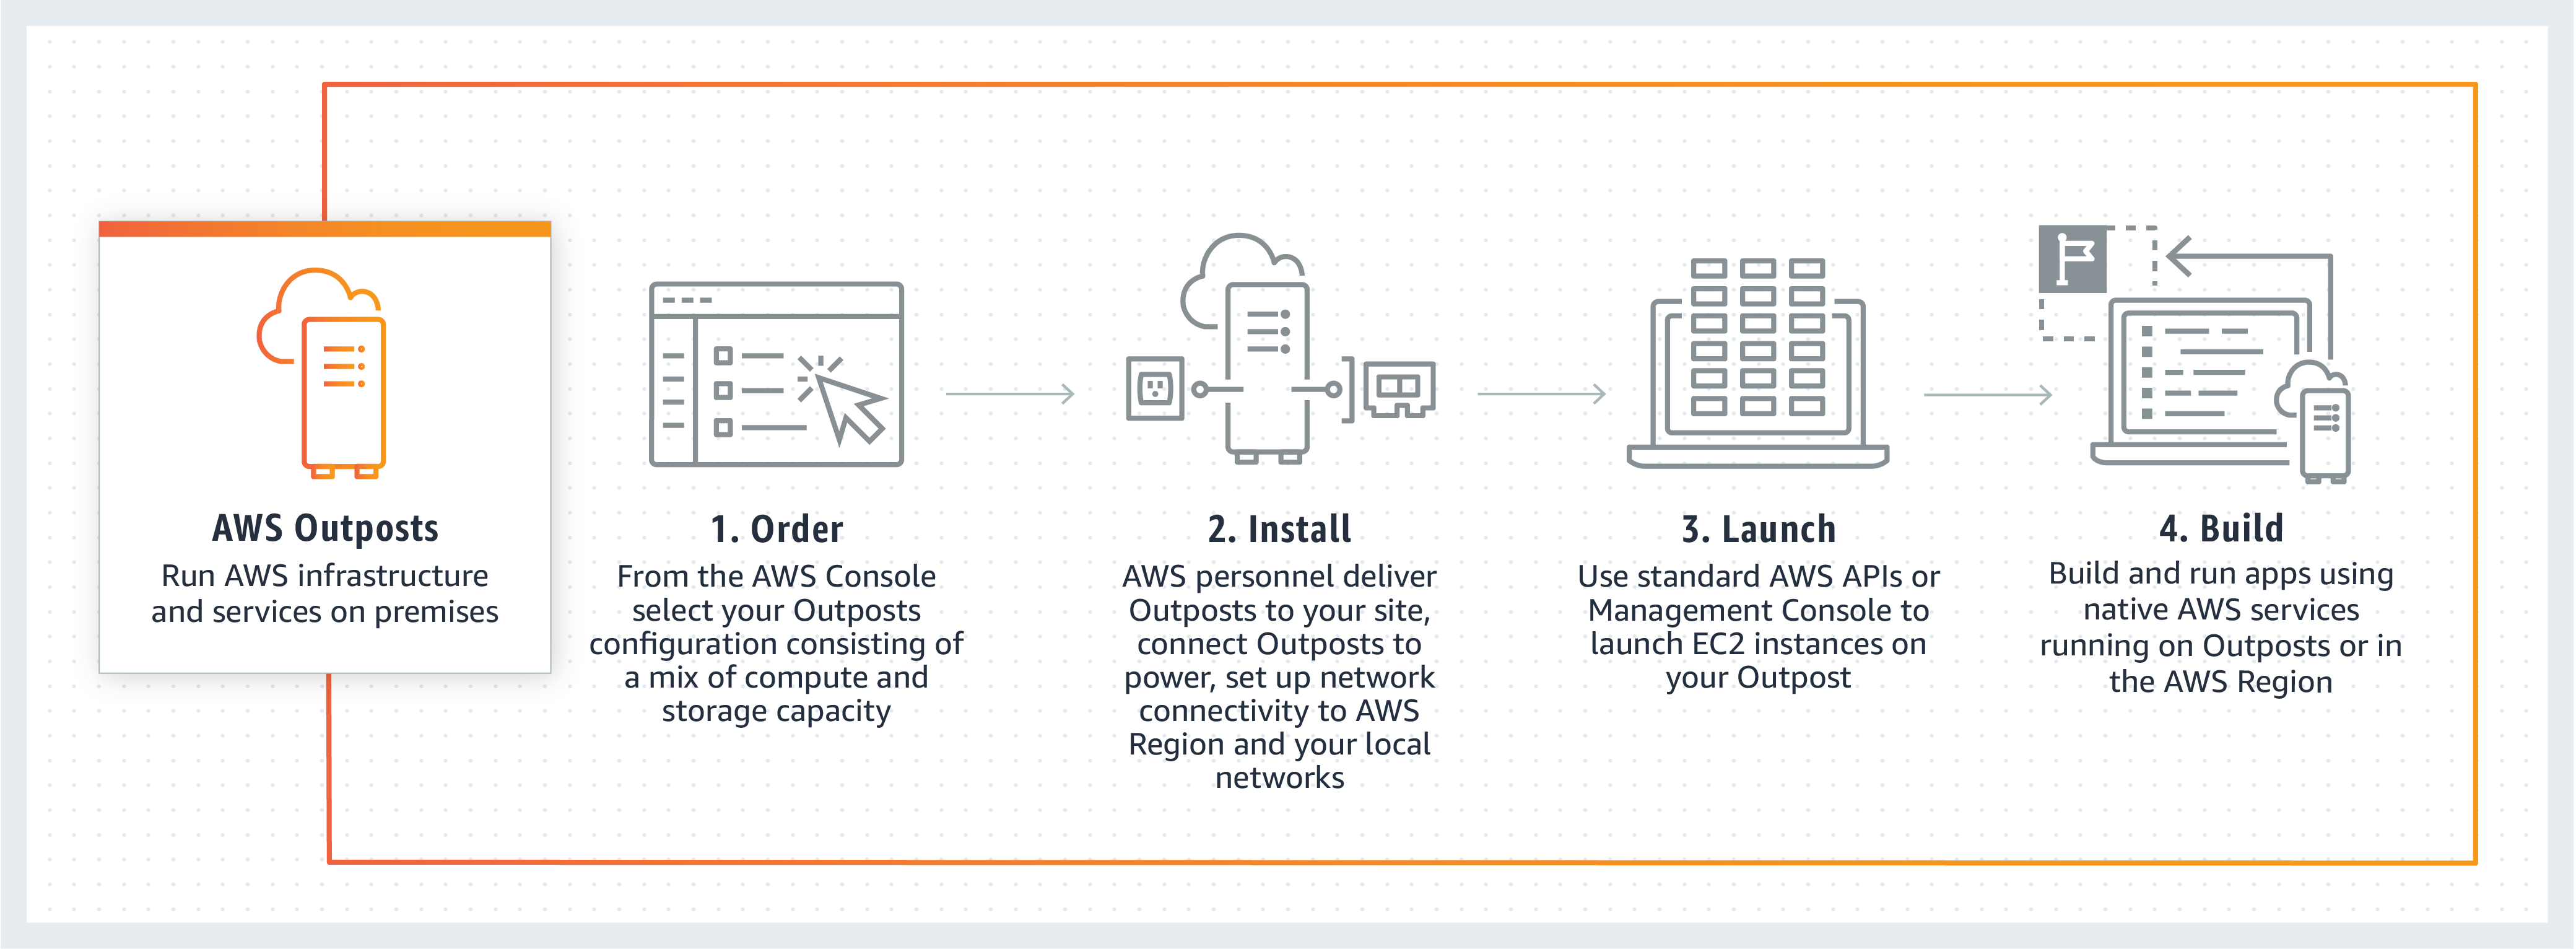 AWS Outposts
Run AWS infrastructure
and services on premises
1. Order
From the AWS Console
select your Outposts
configuration consisting of
a mix of compute and
storage capacity
2. Install
AWS personnel deliver
Outposts to your site,
connect Outposts to
power, set up network
connectivity to AWS
Region and your local
networks
3. Launch
Use standard AWS APIs or
Management Console to
launch EC2 instances on
your Outpost
4. Build
Build and run apps using
native AWS services
running on Outposts or in
the AWS Region